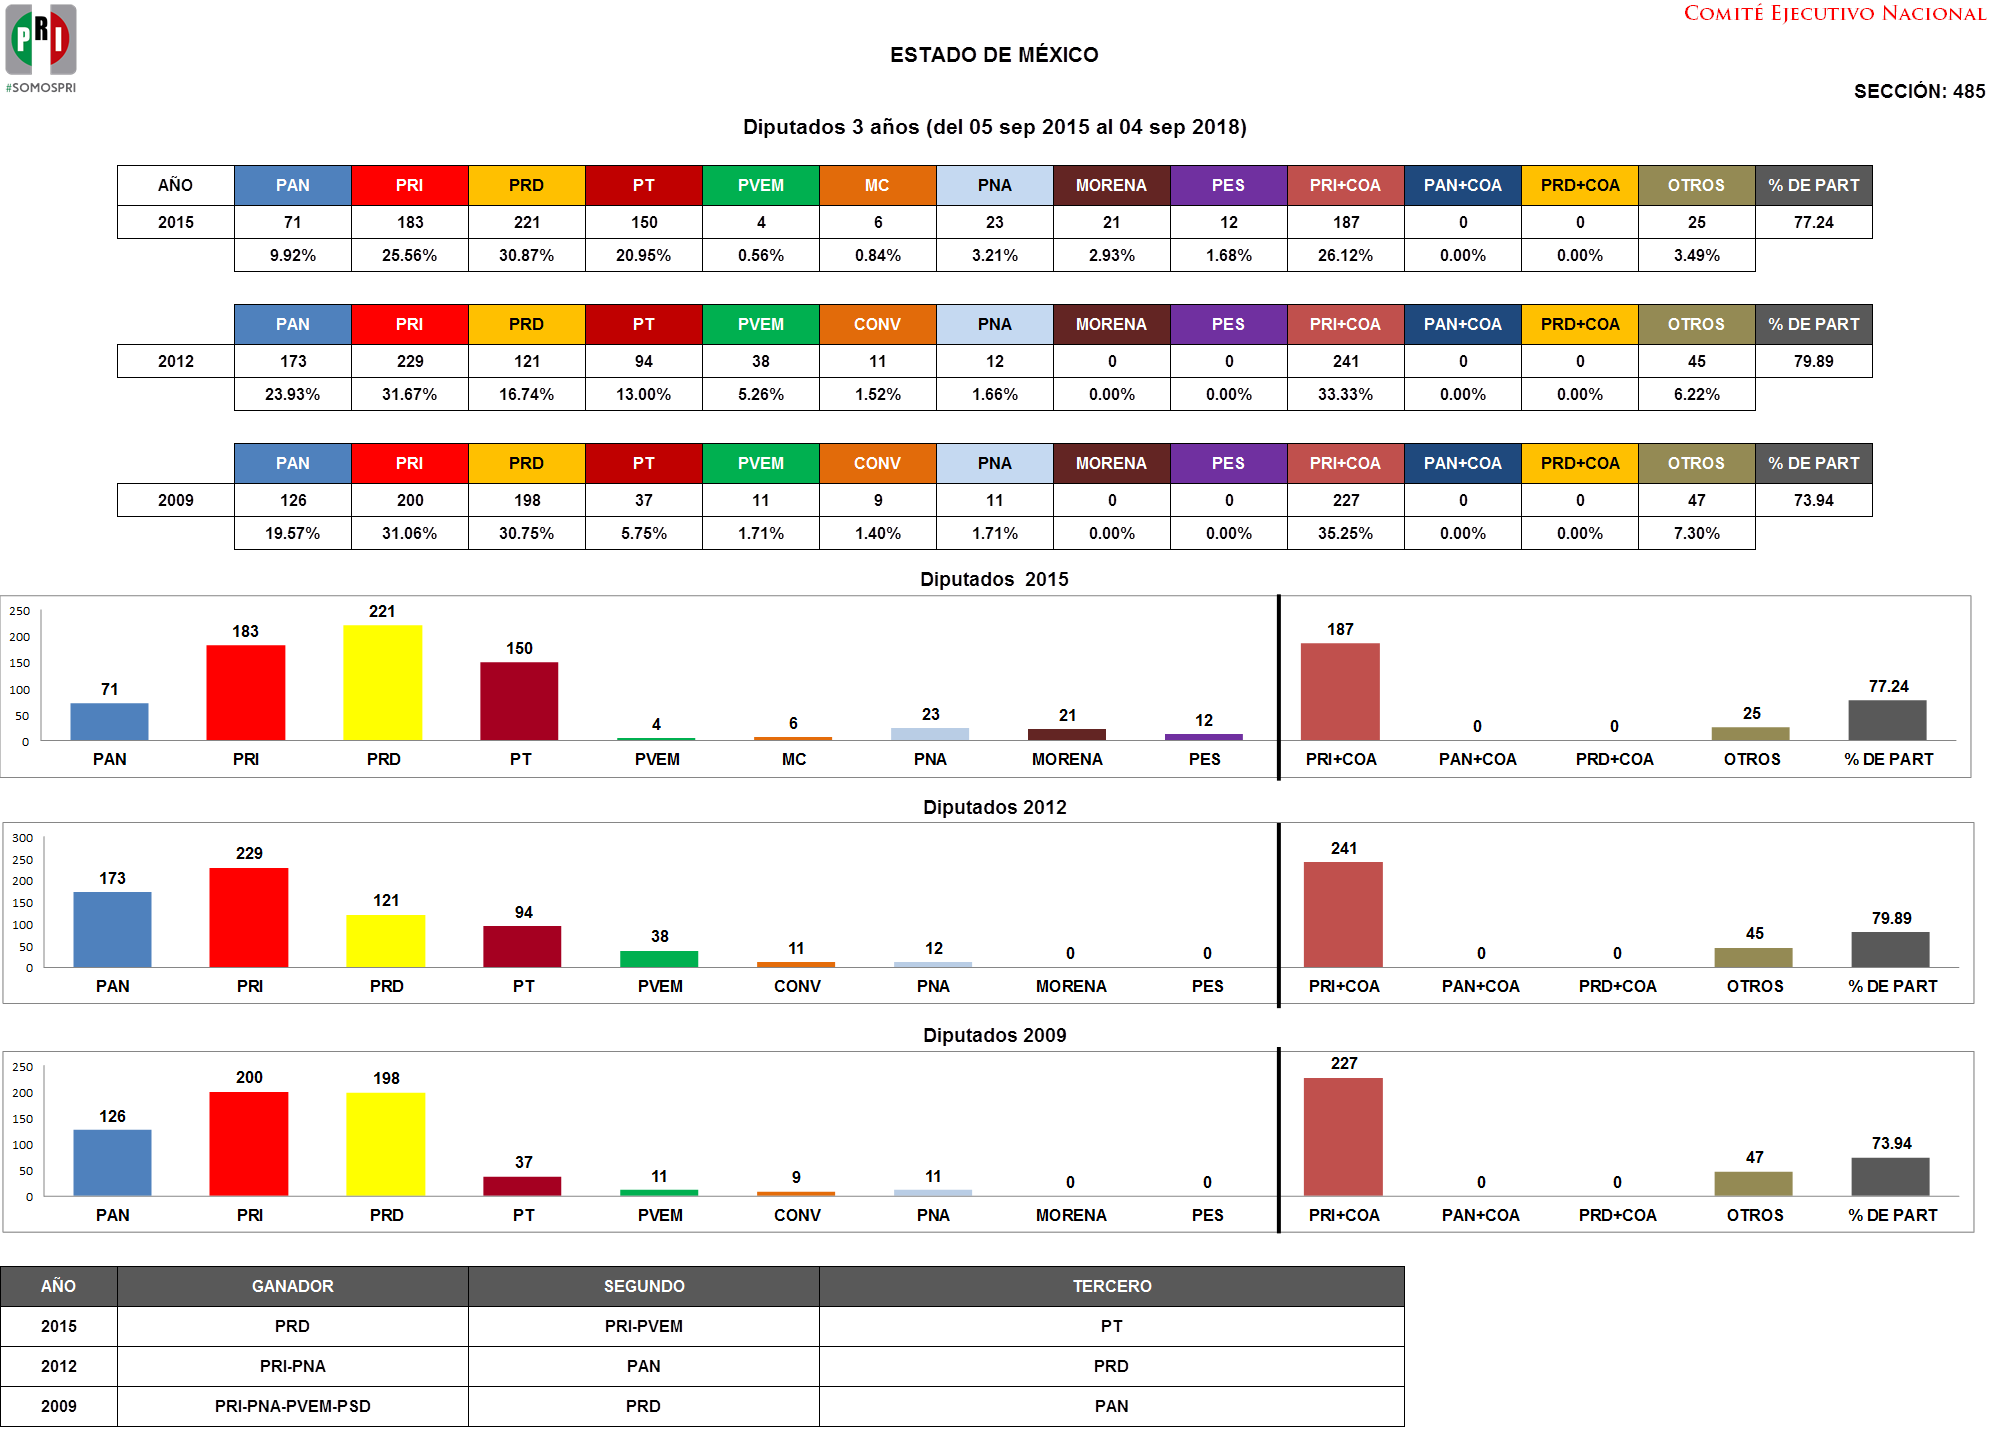 PRI
#SOMOSPRI
COMITÉ EJECUTIVO NACIONAL
ESTADO DE MÉXICO
SECCIÓN: 485
Diputados 3 años (del 05 sep 2015 al 04 sep 2018)
AÑO PAN PRI PRD PT PVEM MC PNA MORENA PES PRI+COA PAN+COA PRD+COA OTROS % DE PART
2015 71 183 221 150 4 6 23 21 12 187 0 0 25 77.24
9.92% 25.56% 30.87% 20.95% 0.56% 0.84% 3.21% 2.93% 1.68% 26.12% 0.00% 0.00% 3.49%
PAN PRI PRD PT PVEM CONV PNA MORENA PES PRI+COA PAN+COA PRD+COA OTROS % DE PART
2012 173 229 121 94 38 11 12 0 0 241 0 0 45 79.89
23.93% 31.67% 16.74% 13.00% 5.26% 1.52% 1.66% 0.00% 0.00% 33.33% 0.00% 0.00% 6.22%
PAN PRI PRD PT PVEM CONV PNA MORENA PES PRI+COA PAN+COA PRD+COA OTROS % DE PART
2009 126 200 198 37 11 9 11 0 0 227 0 0 47 73.94
19.57% 31.06% 30.75% 5.75% 1.71% 1.40% 1.71% 0.00% 0.00% 35.25% 0.00% 0.00% 7.30%
Diputados 2015
250
200
150
100
50
0
71 183 221 150 4 6 23 21 12 187 0 0 25 77.24
PAN PRI PRD PT PVEM MC PNA MORENA PES PRI+COA PAN+COA PRD+COA OTROS % DE PART
Diputados 2012
300
250
200
150
100
50
0
173 229 121 94 38 11 12 0 0 241 0 0 45 79.89
PAN PRI PRD PT PVEM CONV PNA MORENA PES PRI+COA PAN+COA PRD+COA OTROS % DE PART
Diputados 2009
250
200
150
100
50
0
126 200 198 37 11 9 11 0 0 227 0 0 47 73.94
PAN PRI PRD PT PVEM CONV PNA MORENA PES PRI+COA PAN+COA PRD+COA OTROS % DE PART
AÑO GANADOR SEGUNDO TERCERO
2015 PRD PRI-PVEM PT
2012 PRI-PNA PAN PRD
2009 PRI-PNA-PVEM-PSD PRD PAN